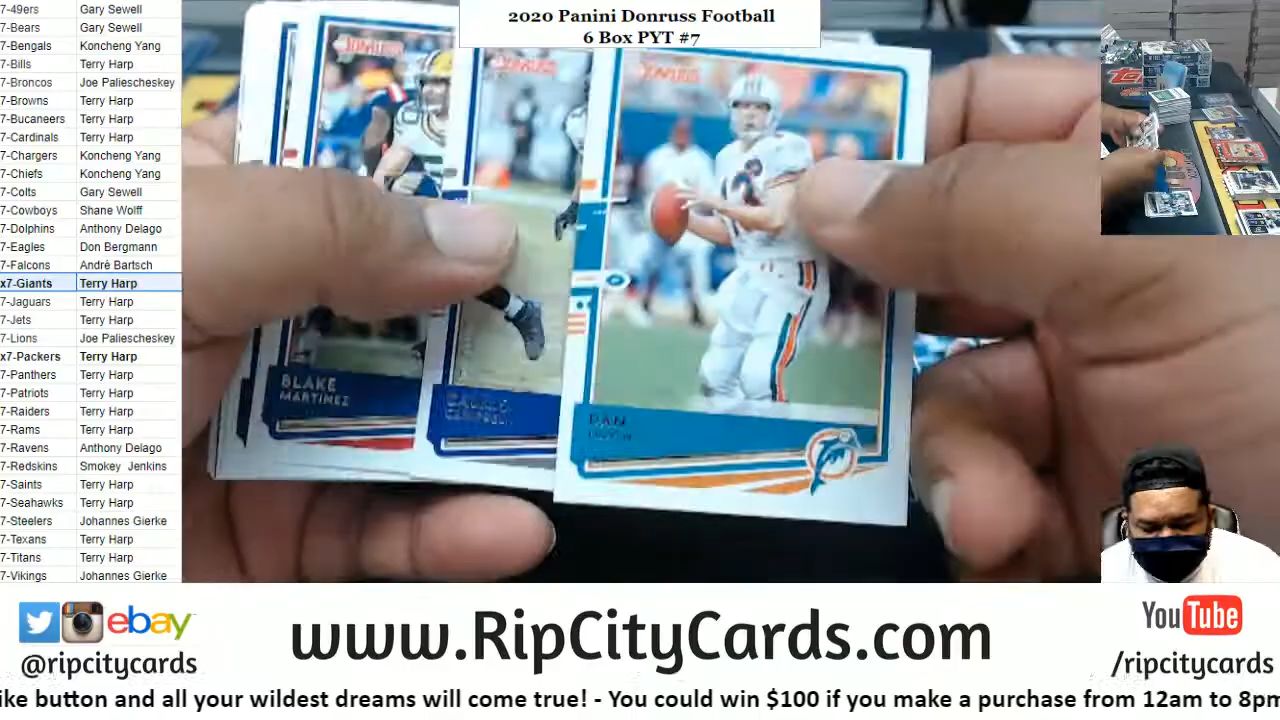 7-49ers Gary Sewell
7-Bears Gary Sewell
7-Bengals Koncheng Yang
7-Bills Terry Harp
7-Broncos Joe Paliescheskey
7-Browns Terry Harp
7-Bucaneers Terry Harp
7-Cardinals Terry Harp
7-Chargers Koncheng Yang
7-Chiefs Koncheng Yang
7-Colts Gary Sewell
7-Cowboys Shane Wolff
7-Dolphins Anthony Delago
7-Eagles Don Bergmann
7-Falcons Andrè Bartsch
x7-Giants Terry Harp
7-Jaguars Terry Harp
7-Jets Terry Harp
7-Lions Joe Paliescheskey
x7-Packers Terry Harp
7-Panthers Terry Harp
7-Patriots Terry Harp
7-Raiders Terry Harp
7-Rams Terry Harp
7-Ravens Anthony Delago
7-Redskins Smokey Jenkins
7-Saints Terry Harp
7-Seahawks Terry Harp
7-Steelers Johannes Gierke
7-Texans Terry Harp
7-Titans Terry Harp
7-Vikings Johannes Gierke
2020 Panini Donruss Football
6 Box PYT #7
BLAKE
MARTINEZ
DAN
ebay
@ripcitycards
www.RipCityCards.com
YouTube
/ripcitycards
ike button and all your wildest dreams will come true! - You could win $100 if you make a purchase from 12am to 8pm